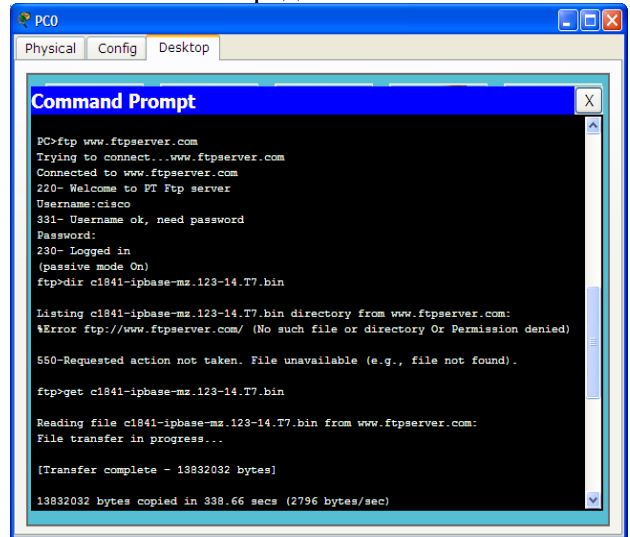 PC0
Physical Config Desktop
Command Prompt
X
PC>ftp www.ftpserver.com
Trying to connect...www.ftpserver.com
Connected to www.ftpserver.com
220- Welcome to PT Ftp server
Username:cisco
331- Username ok, need password
Password:
230- Logged in
(passive mode On)
ftp>dir c1841-ipbase-mz.123-14.T7.bin
Listing c1841-ipbase-mz.123-14.T7.bin directory from www.ftpserver.com:
%Error ftp://www.ftpserver.com/ (No such file or directory Or Permission denied)
550-Requested action not taken. File unavailable (e.g., file not found).
ftp>get c1841-ipbase-mz.123-14.T7.bin
Reading file c1841-ipbase-mz.123-14.T7.bin from www.ftpserver.com:
File transfer in progress...
[Transfer complete - 13832032 bytes]
13832032 bytes copied in 338.66 secs (2796 bytes/sec)